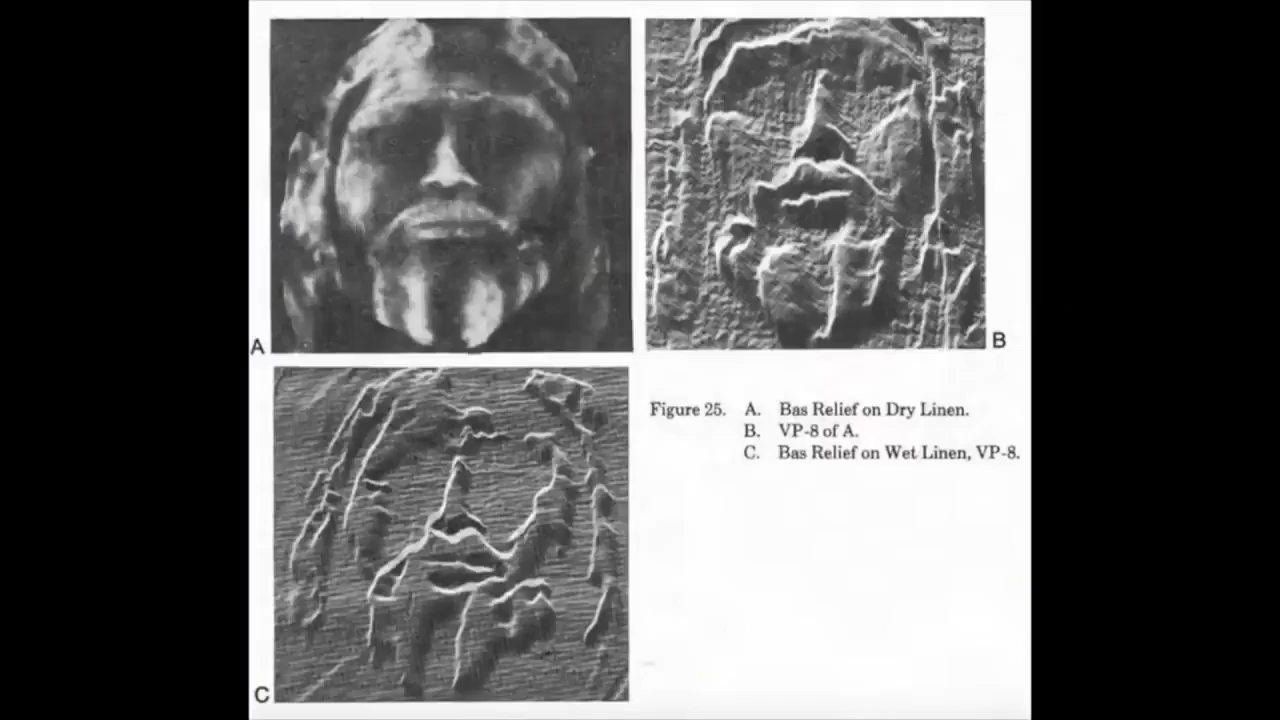 A
B
Figure 25. A. Bas Relief on Dry Linen.
B. VP-8 of A.
C. Bas Relief on Wet Linen, VP-8.
C